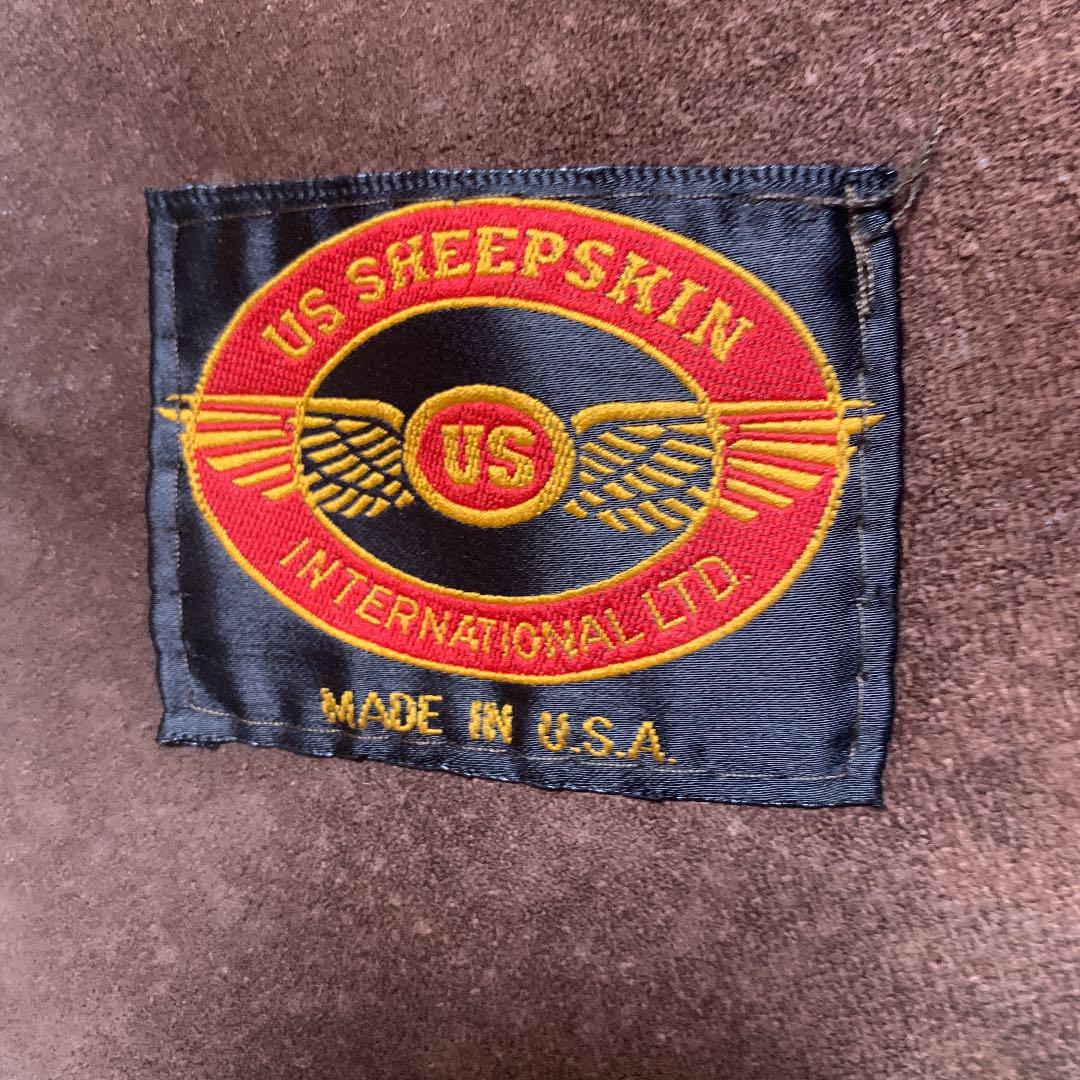 US SHEEPSKIN
US
INTERNATIONAL LTD.
MADE IN U.S.A.